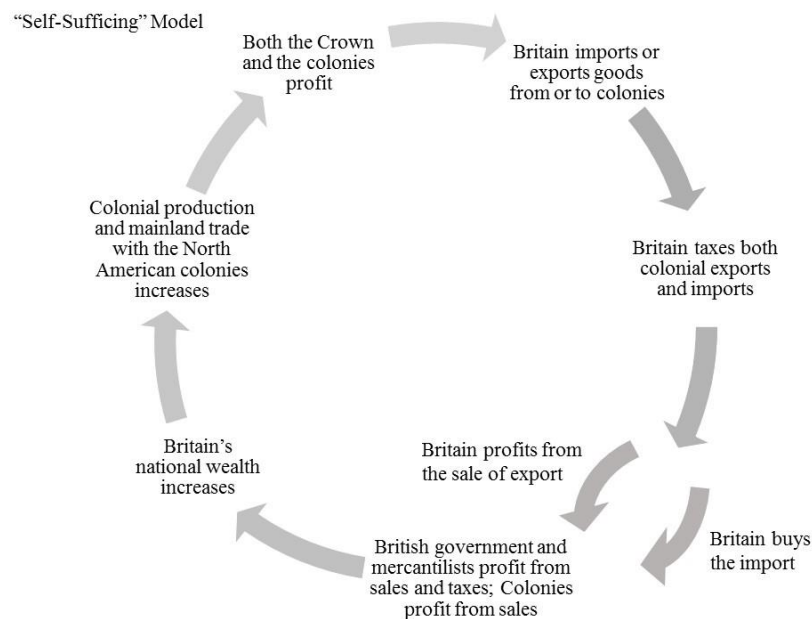 “Self-Sufficing” Model
Both the Crown
and the colonies
profit
Britain imports or
exports goods
from or to colonies
Britain taxes both
colonial exports
and imports
Britain profits from
the sale of export
Britain buys
the import
British government and
mercantilists profit from
sales and taxes; Colonies
profit from sales
Britain’s
national wealth
increases
Colonial production
and mainland trade
with the North
American colonies
increases